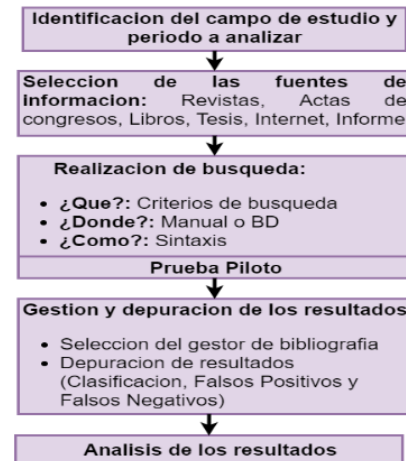 Identificacion del campo de estudio y
periodo a analizar
Seleccion de las fuentes de
informacion: Revistas, Actas de
congresos, Libros, Tesis, Internet, Informe
Realizacion de busqueda:
• ¿Que?: Criterios de busqueda
• ¿Donde?: Manual o BD
• ¿Como?: Sintaxis
Prueba Piloto
Gestion y depuracion de los resultados
• Seleccion del gestor de bibliografia
• Depuracion de resultados
(Clasificacion, Falsos Positivos y
Falsos Negativos)
Analisis de los resultados